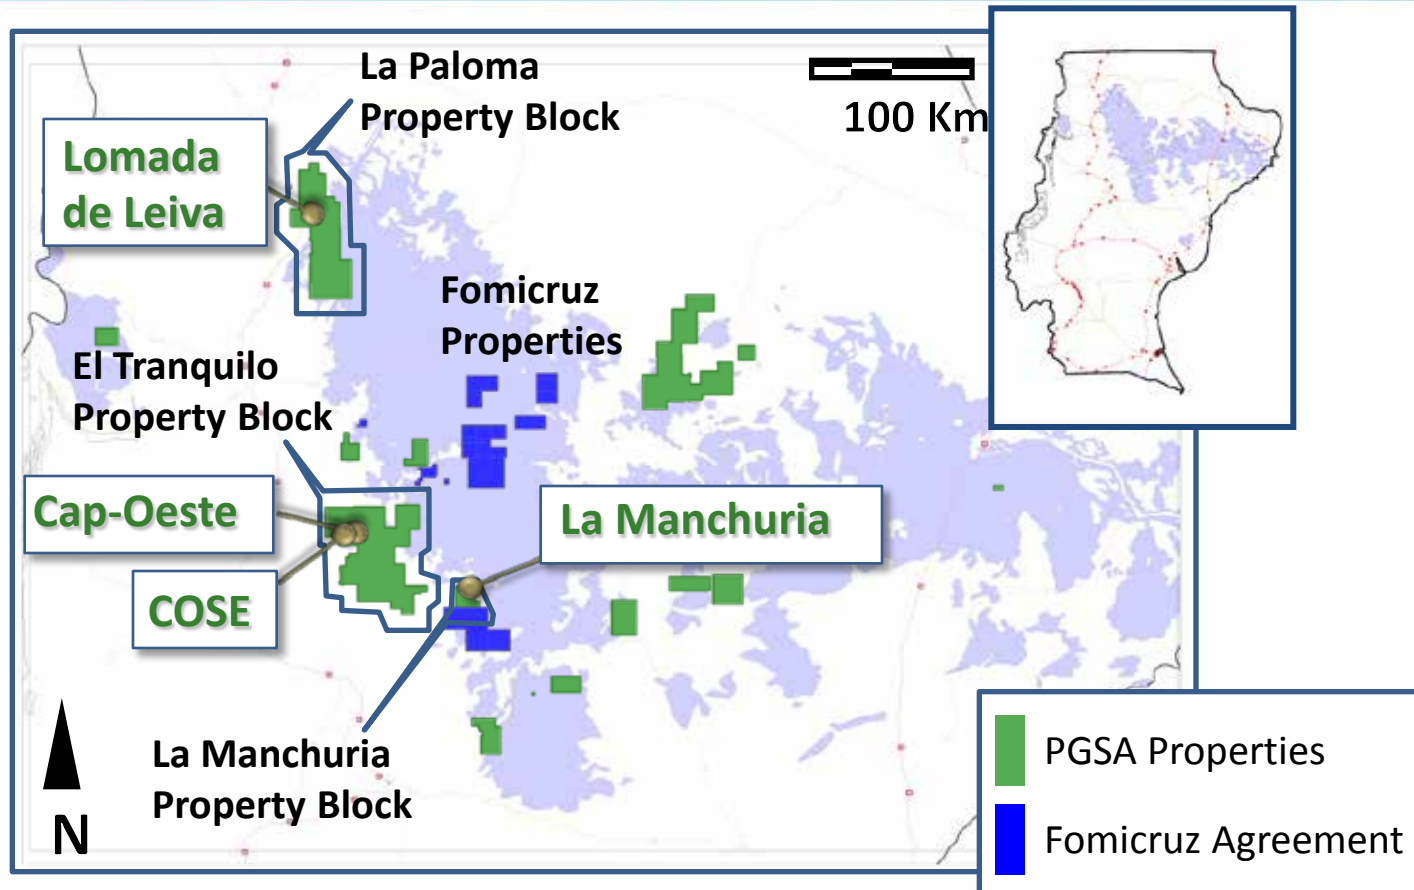 La Paloma
Property Block
100 Km
Lomada
de Leiva
Fomicruz
Properties
El Tranquilo
Property Block
Cap-Oeste
La Manchuria
COSE
La Manchuria
Property Block
N
PGSA Properties
Fomicruz Agreement